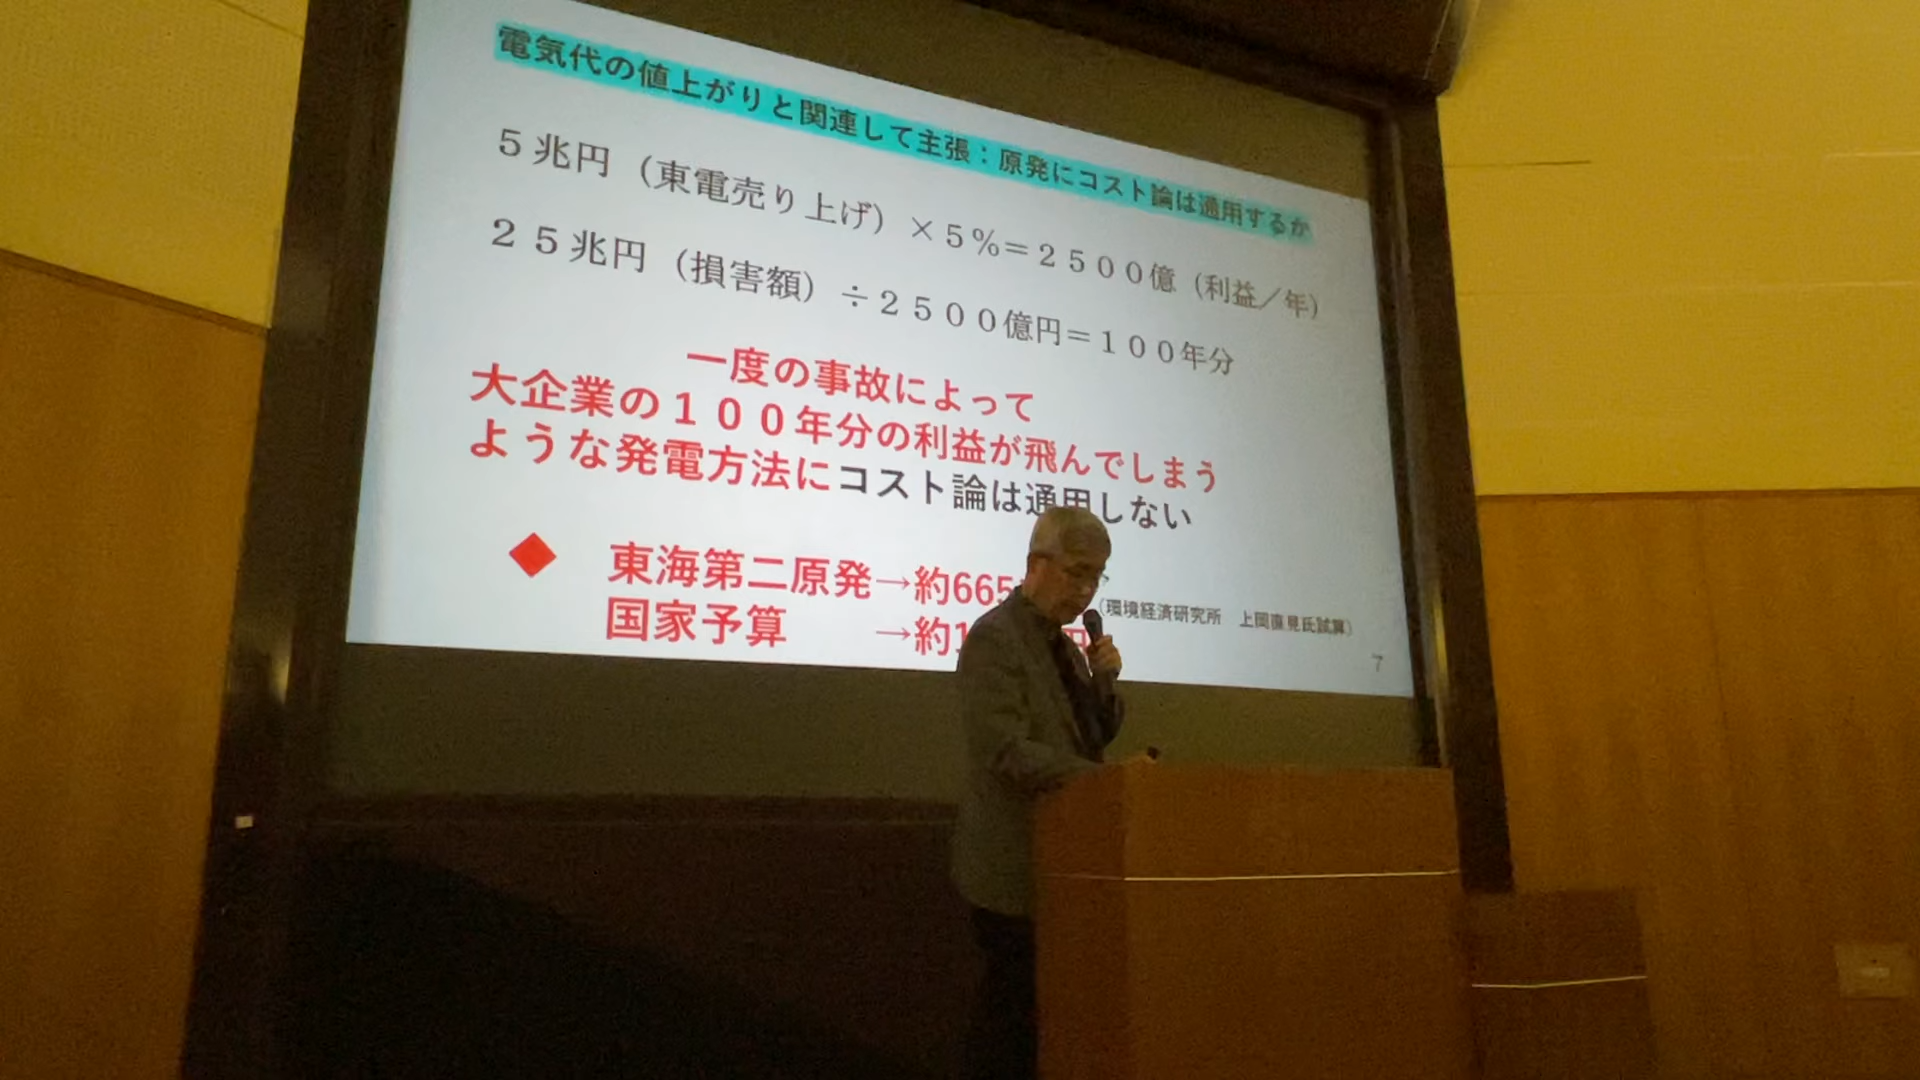 電気代の値上がりと関連して主張：原発にコスト論は通用するか
５兆円（東電売り上げ）×５％＝２５００億（利益／年）
２５兆円（損害額）÷２５００億円＝１００年分
一度の事故によって
大企業の１００年分の利益が飛んでしまう
ような発電方法にコスト論は通用しない
◆ 東海第二原発→約665
（環境経済研究所　上岡直見氏試算）
国家予算　→約1 円
7